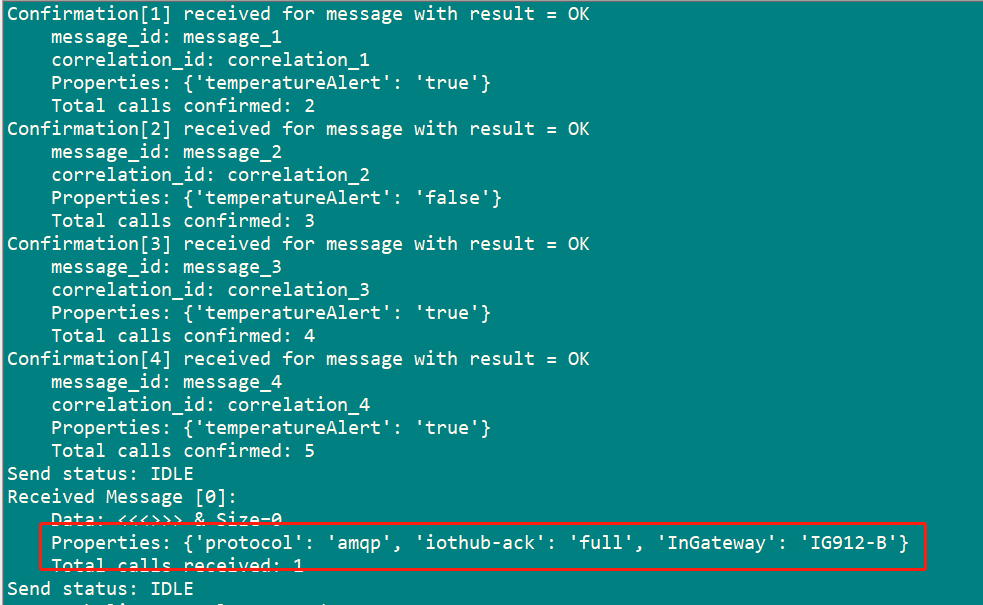 Confirmation[1] received for message with result = OK
    message_id: message_1
    correlation_id: correlation_1
    Properties: {'temperatureAlert': 'true'}
    Total calls confirmed: 2
Confirmation[2] received for message with result = OK
    message_id: message_2
    correlation_id: correlation_2
    Properties: {'temperatureAlert': 'false'}
    Total calls confirmed: 3
Confirmation[3] received for message with result = OK
    message_id: message_3
    correlation_id: correlation_3
    Properties: {'temperatureAlert': 'true'}
    Total calls confirmed: 4
Confirmation[4] received for message with result = OK
    message_id: message_4
    correlation_id: correlation_4
    Properties: {'temperatureAlert': 'true'}
    Total calls confirmed: 5
Send status: IDLE
Received Message [0]:
    Data: <<<>>> & Size=0
    Properties: {'protocol': 'amqp', 'iothub-ack': 'full', 'InGateway': 'IG912-B'}
    Total calls received: 1
Send status: IDLE